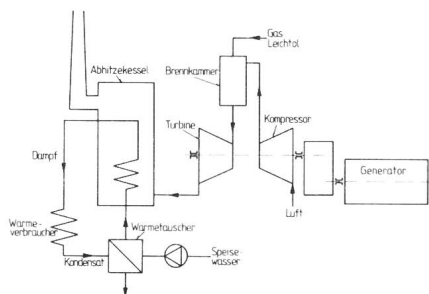 Gas
Leichtöl
Abhitzekessel
Brennkammer
Turbine
Kompressor
Dampf
Generator
Luft
Wärme-
verbraucher
Wärmetauscher
Kondensat
Speise-
wasser